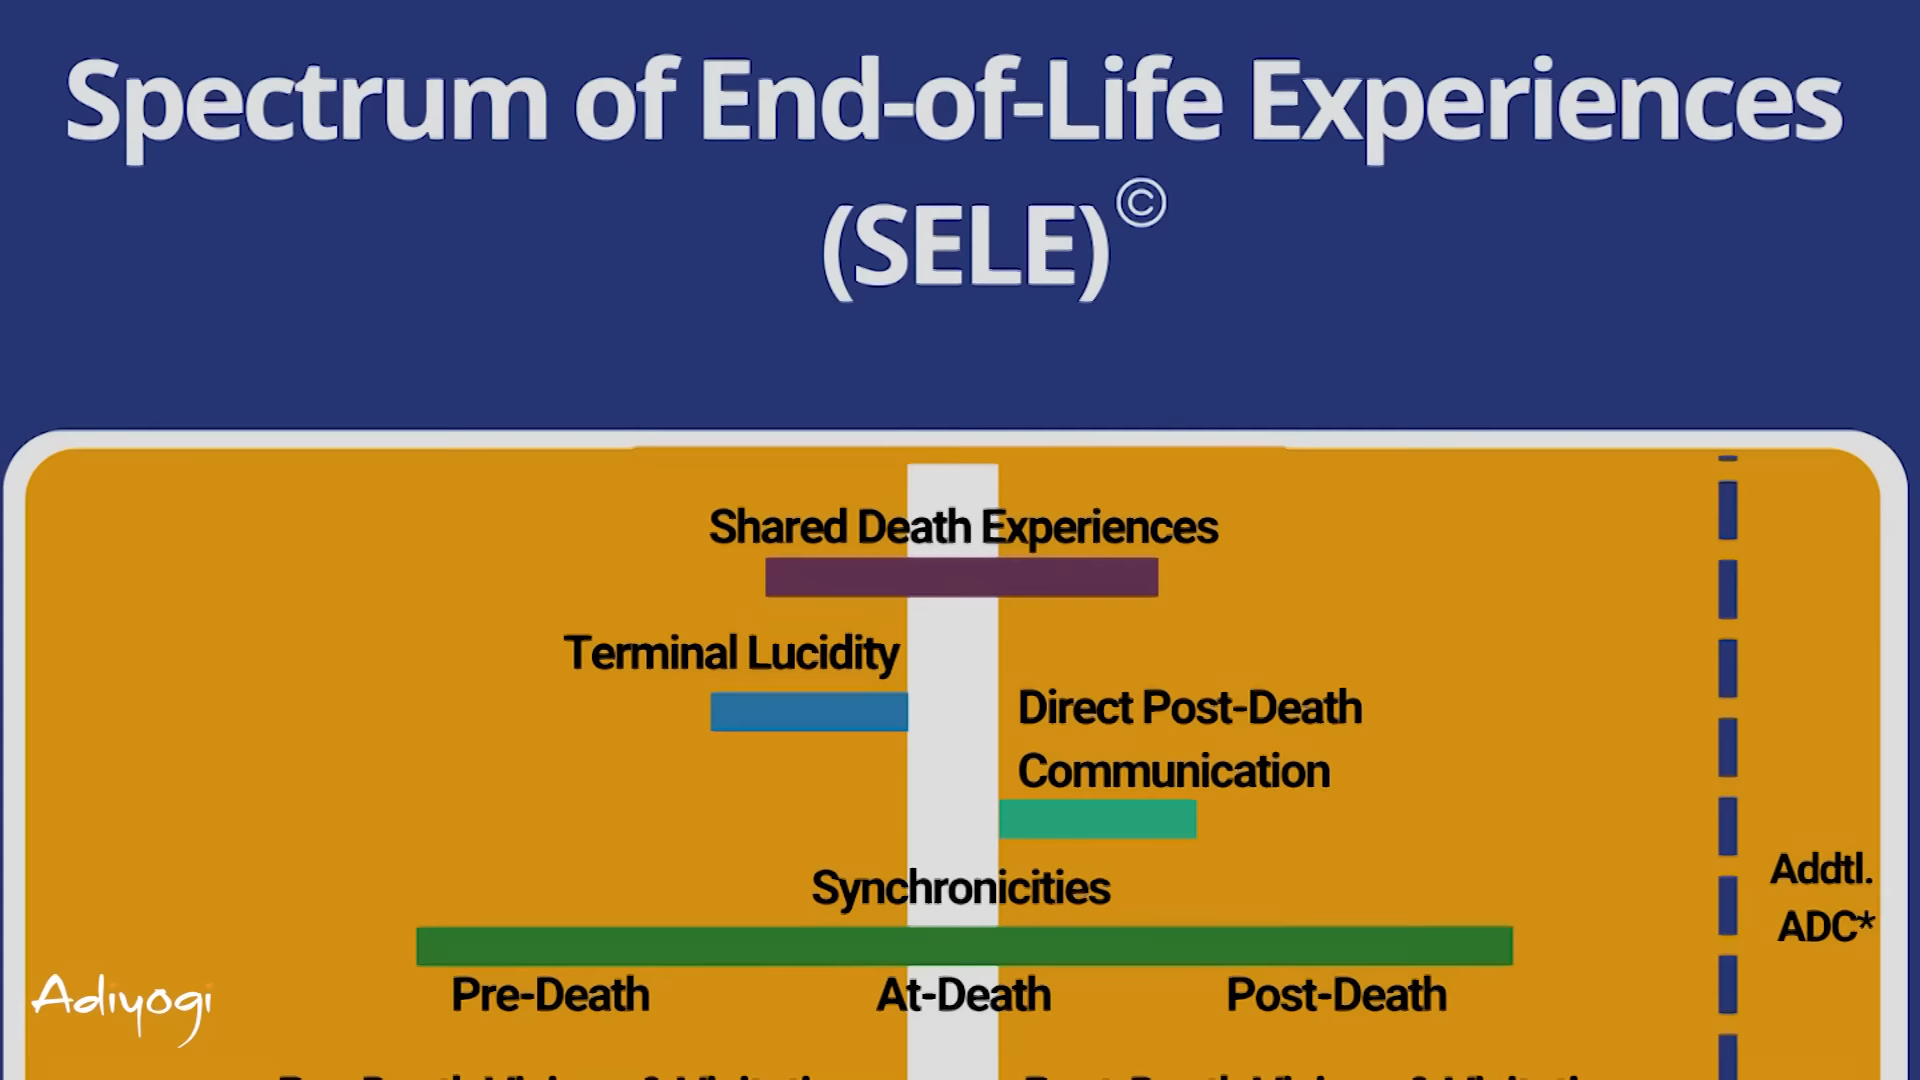 Spectrum of End-of-Life Experiences
(SELE)©
Shared Death Experiences
Terminal Lucidity
Direct Post-Death
Communication
Synchronicities
Addtl.
ADC*
Pre-Death
At-Death
Post-Death
Adiyogi